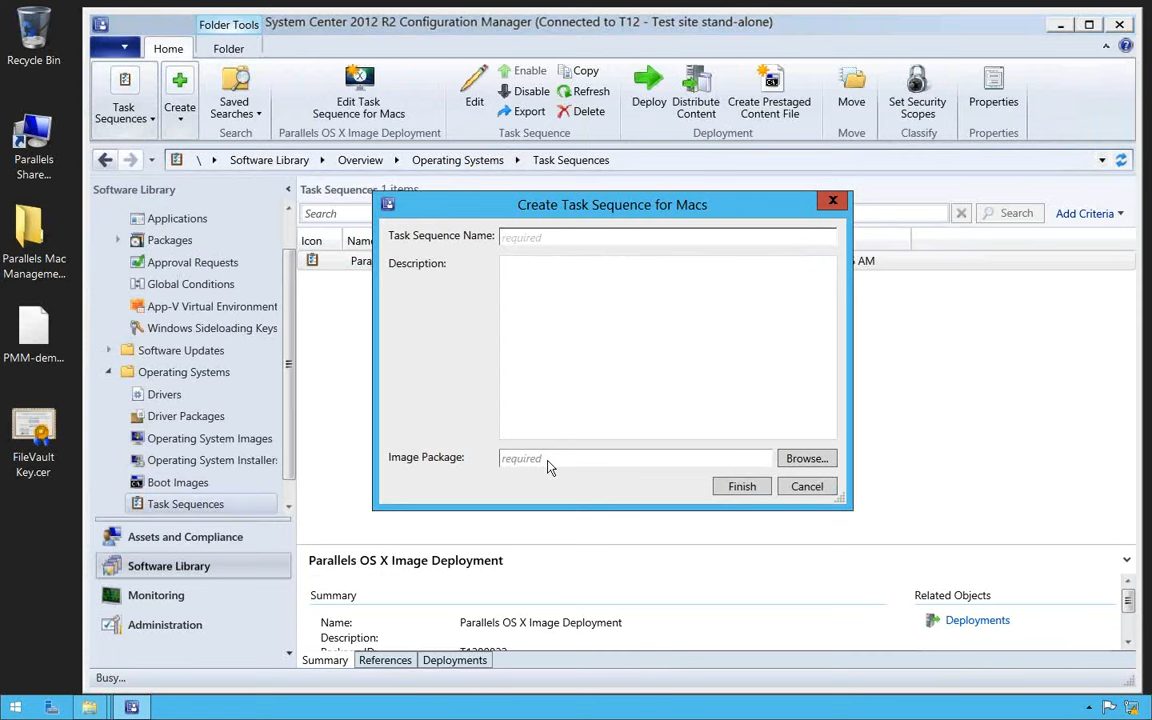 Recycle Bin
Parallels
Share...
Parallels Mac
Manageme...
PMM-dem...
FileVault
Key.cer
Folder Tools
System Center 2012 R2 Configuration Manager (Connected to T12 - Test site stand-alone)
Home
Folder
Task
Sequences
Create
Saved
Searches
Search
Edit Task
Sequence for Macs
Parallels OS X Image Deployment
Edit
Enable
Disable
Export
Copy
Refresh
Delete
Task Sequence
Deploy
Distribute
Content
Create Prestaged
Content File
Deployment
Move
Move
Set Security
Scopes
Classify
Properties
Properties
\ Software Library Overview Operating Systems Task Sequences
Software Library
Applications
Packages
Approval Requests
Global Conditions
App-V Virtual Environment
Windows Sideloading Keys
Software Updates
Operating Systems
Drivers
Driver Packages
Operating System Images
Operating System Installer
Boot Images
Task Sequences
Assets and Compliance
Software Library
Monitoring
Administration
Task Sequences 1 items
Search
Search
Add Criteria
Icon
Name
Para
AM
Create Task Sequence for Macs
Task Sequence Name:
required
Description:
Image Package:
required
Browse...
Finish
Cancel
Parallels OS X Image Deployment
Summary
Name: Parallels OS X Image Deployment
Description:
Related Objects
Deployments
Summary
References
Deployments
Busy...